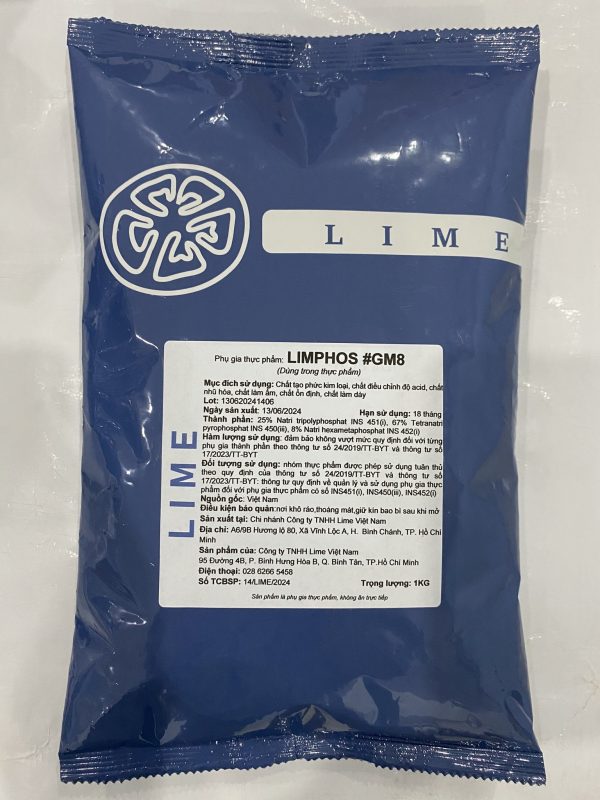 LIME
LIME
Phụ gia thực phẩm: LIMPHOS #GM8
(Dùng trong thực phẩm)
Mục đích sử dụng: Chất tạo phức kim loại, chất điều chỉnh độ acid, chất
nhũ hóa, chất làm ẩm, chất ổn định, chất làm dày
Lot: 130620241406
Ngày sản xuất: 13/06/2024 Hạn sử dụng: 18 tháng
Thành phần: 25% Natri tripolyphosphat INS 451(i), 67% Tetranatri
pyrophosphat INS 450(iii), 8% Natri hexametaphosphat INS 452(i)
Hàm lượng sử dụng: đảm bảo không vượt mức quy định đối với từng
phụ gia thành phần theo thông tư số 24/2019/TT-BYT và thông tư số
17/2023/TT-BYT
Đối tượng sử dụng: nhóm thực phẩm được phép sử dụng tuân thủ
theo quy định của thông tư số 24/2019/TT-BYT và thông tư số
17/2023/TT-BYT: thông tư quy định về quản lý và sử dụng phụ gia thực
phẩm đối với phụ gia thực phẩm có số INS451(i), INS450(iii), INS452(i)
Nguồn gốc: Việt Nam
Điều kiện bảo quản:nơi khô ráo,thoáng mát,giữ kín bao bì sau khi mở
Sản xuất tại: Chi nhánh Công ty TNHH Lime Việt Nam
Địa chỉ: A6/9B Hương lộ 80, Xã Vĩnh Lộc A, H. Bình Chánh, TP. Hồ Chí
Minh
Sản phẩm của: Công ty TNHH Lime Việt Nam
95 Đường 4B, P. Bình Hưng Hòa B, Q. Bình Tân, TP.Hồ Chí Minh
Điện thoại: 028 6266 5458
Số TCBSP: 14/LIME/2024 Trọng lượng: 1KG
Sản phẩm là phụ gia thực phẩm, không ăn trực tiếp